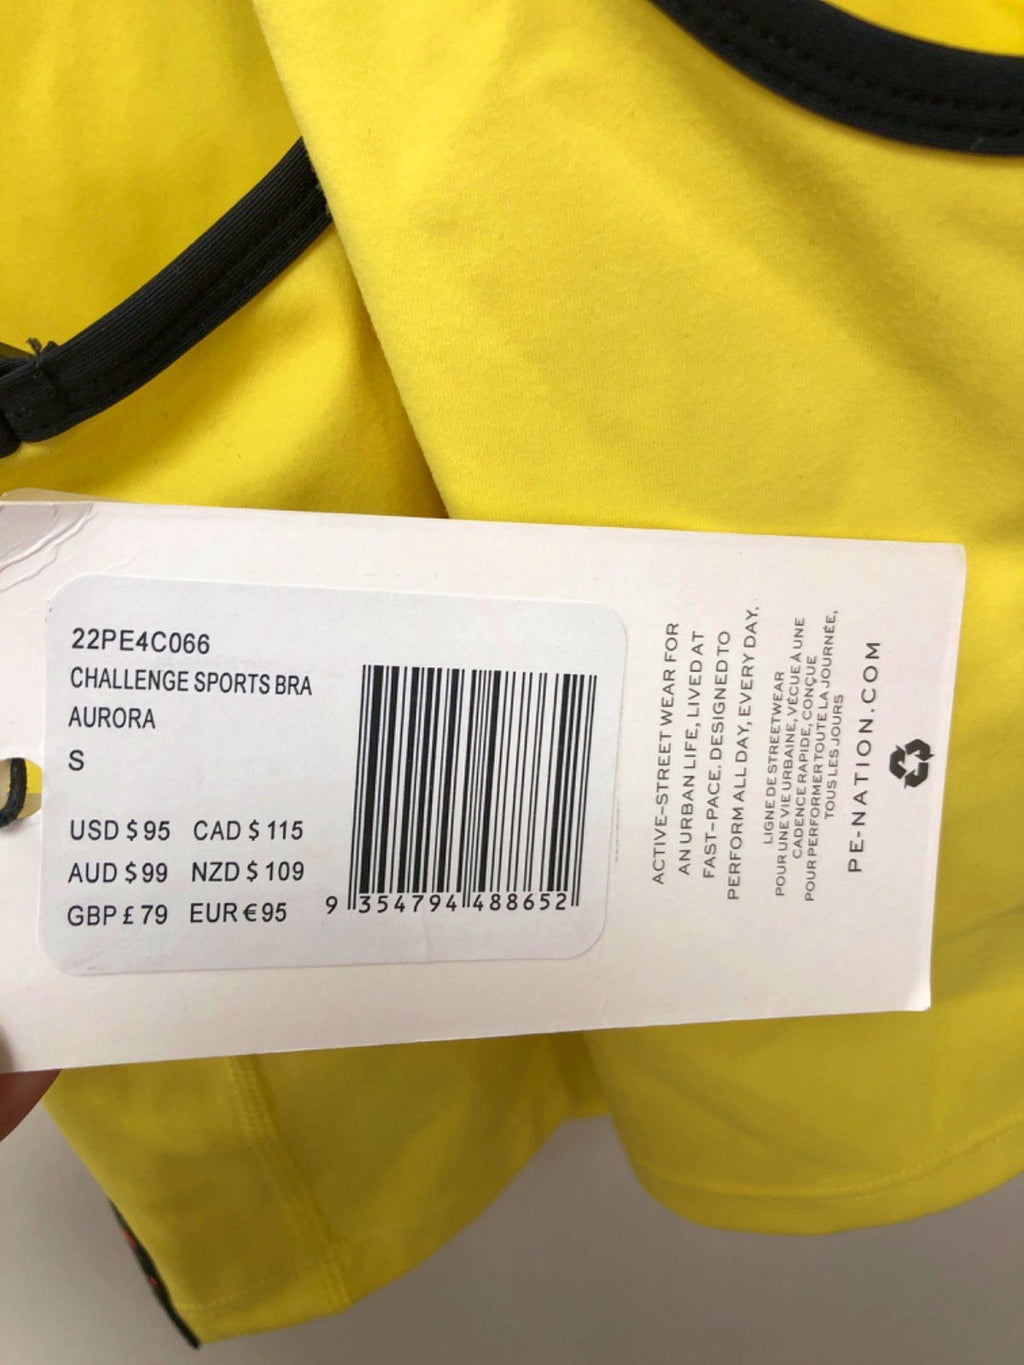 22PE4C066
CHALLENGE SPORTS BRA
AURORA
S
USD $ 95 CAD $ 115
AUD $ 99 NZD $ 109
GBP £ 79 EUR € 95
9 354794 488652
ACTIVE-STREET WEAR FOR
AN URBAN LIFE, LIVED AT
FAST-PACE. DESIGNED TO
PERFORM ALL DAY, EVERY DAY.
LIGNE DE STREETWEAR
POUR UNE VIE URBAINE, VÉCUE À UNE
CADENCE RAPIDE, CONÇUE
POUR PERFORMER TOUTE LA JOURNÉE,
TOUS LES JOURS
PE-NATION.COM